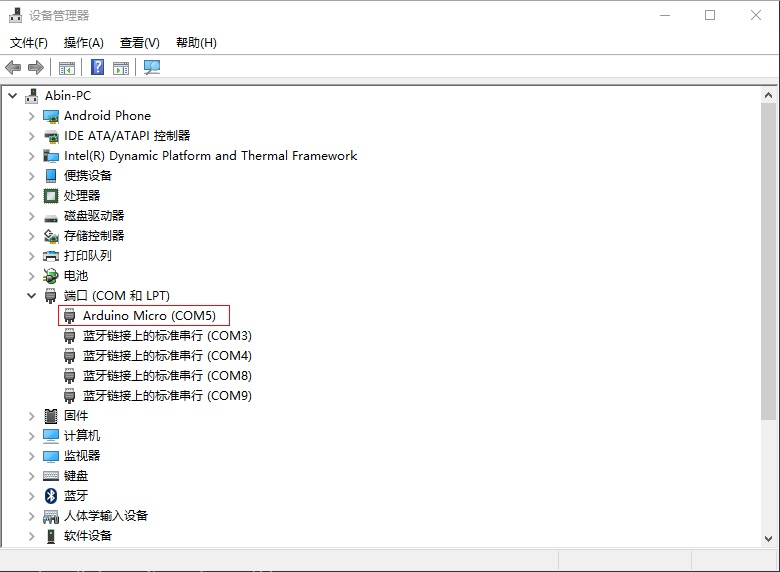 设备管理器
文件(F) 操作(A) 查看(V) 帮助(H)
Abin-PC
Android Phone
IDE ATA/ATAPI 控制器
Intel(R) Dynamic Platform and Thermal Framework
便携设备
处理器
磁盘驱动器
存储控制器
打印队列
电池
端口 (COM 和 LPT)
Arduino Micro (COM5)
蓝牙链接上的标准串行 (COM3)
蓝牙链接上的标准串行 (COM4)
蓝牙链接上的标准串行 (COM8)
蓝牙链接上的标准串行 (COM9)
固件
计算机
监视器
键盘
蓝牙
人体学输入设备
软件设备